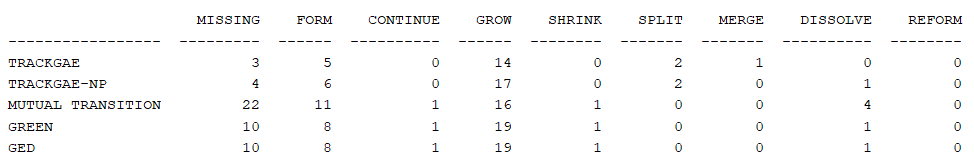 MISSING FORM CONTINUE GROW SHRINK SPLIT MERGE DISSOLVE REFORM
----------------- --------- ------ ---------- ------ -------- ------- ------- ---------- --------
TRACKGAE 3 5 0 14 0 2 1 0 0
TRACKGAE-NP 4 6 0 17 0 2 0 1 0
MUTUAL TRANSITION 22 11 1 16 1 0 0 4 0
GREEN 10 8 1 19 1 0 0 1 0
GED 10 8 1 19 1 0 0 1 0